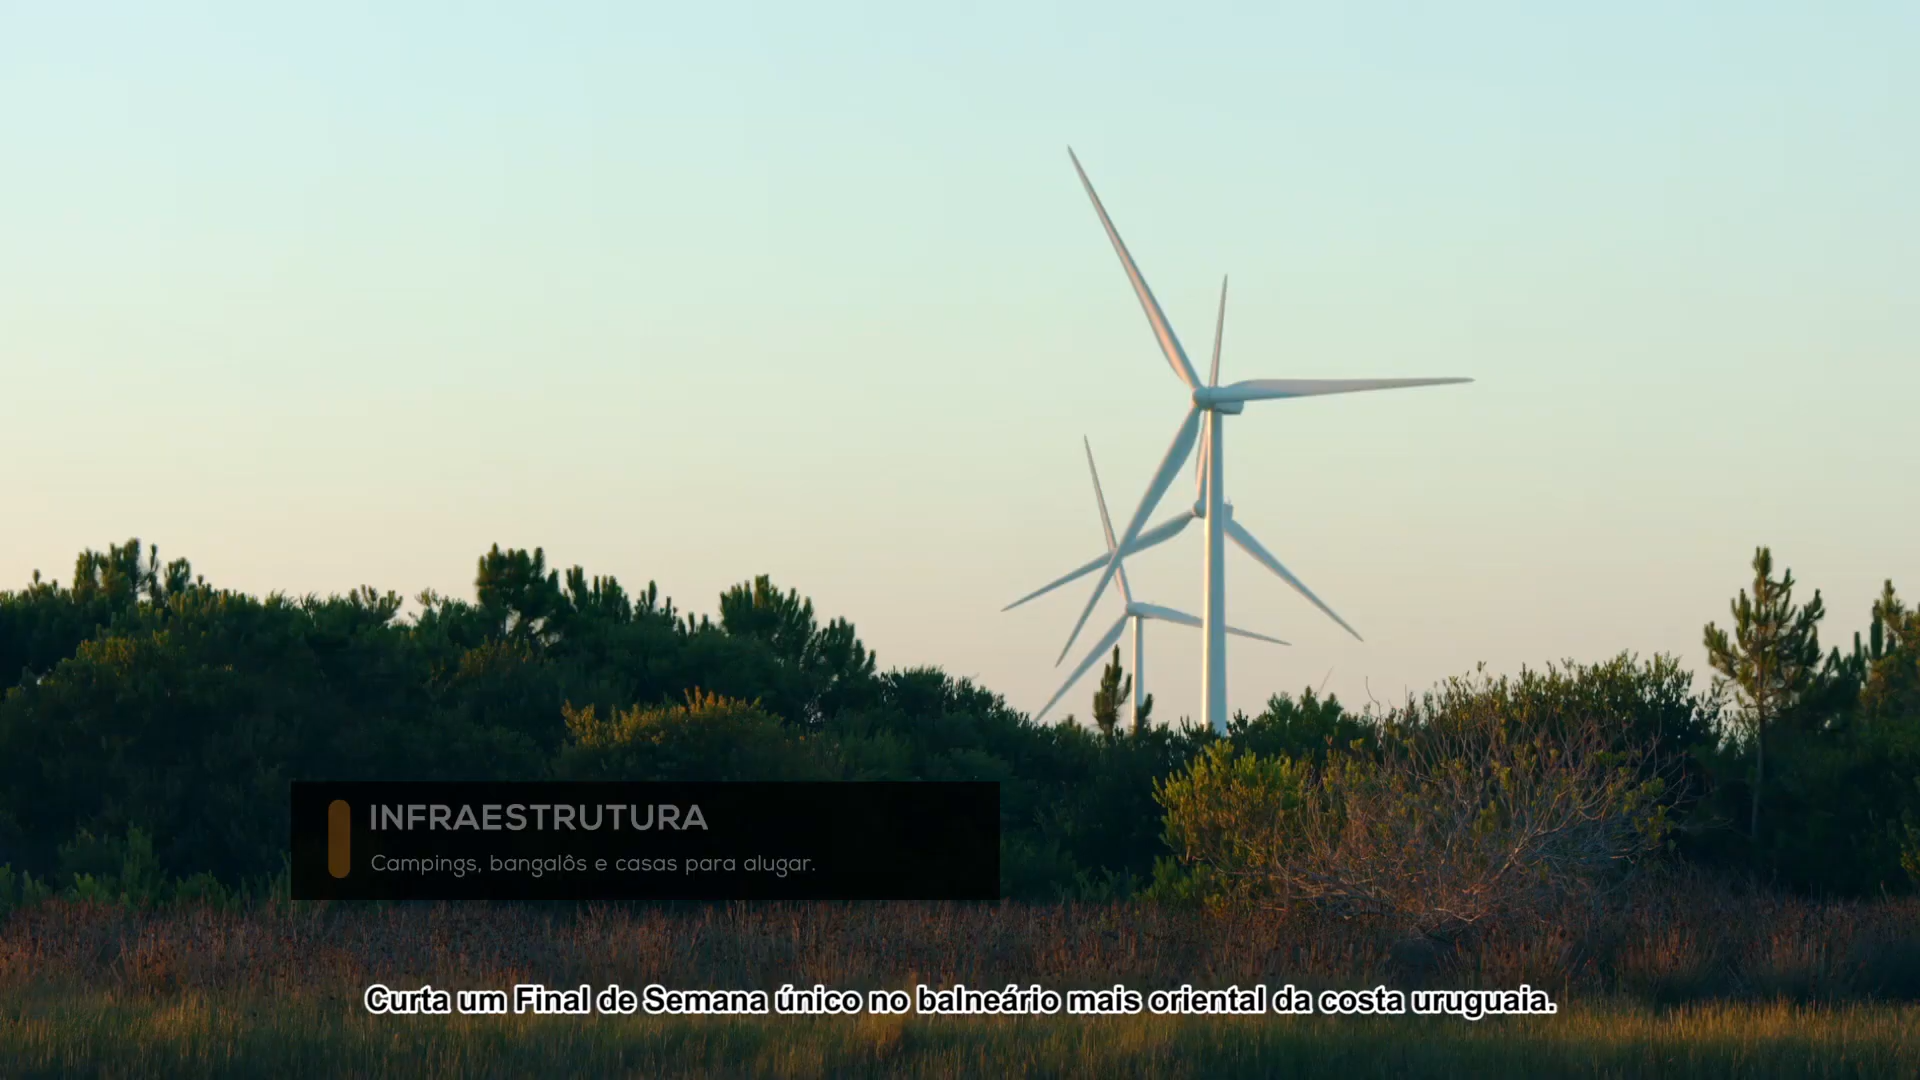 INFRAESTRUTURA
Campings, bangalôs e casas para alugar.
Curta um Final de Semana único no balneário mais oriental da costa uruguaia.